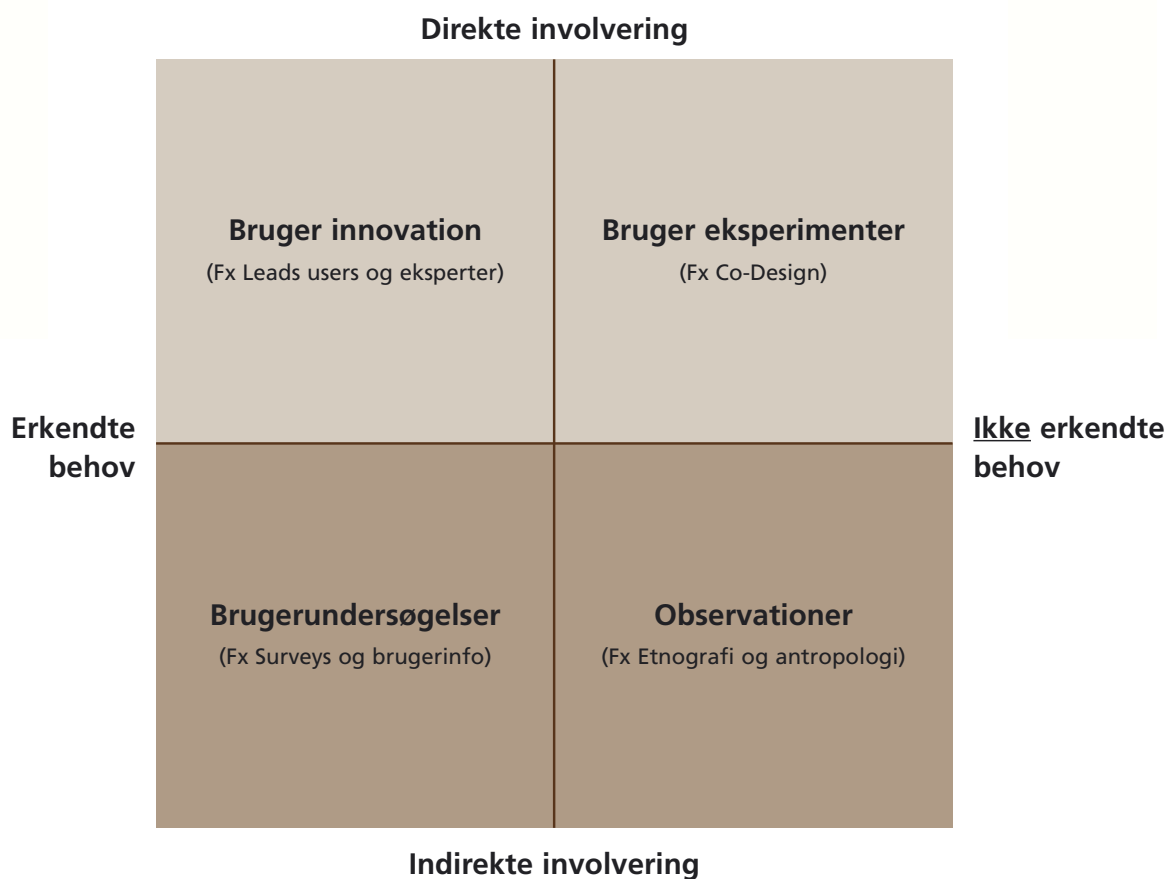 Direkte involvering
Bruger innovation
(Fx Leads users og eksperter)
Bruger eksperimenter
(Fx Co-Design)
Erkendte
behov
Ikke erkendte
behov
Brugerundersøgelser
(Fx Surveys og brugerinfo)
Observationer
(Fx Etnografi og antropologi)
Indirekte involvering